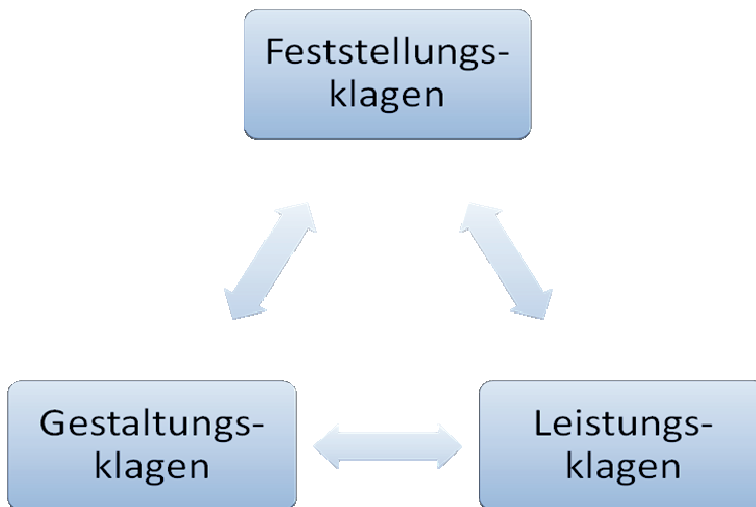 Feststellungs-
klagen
Gestaltungs-
klagen
Leistungs-
klagen